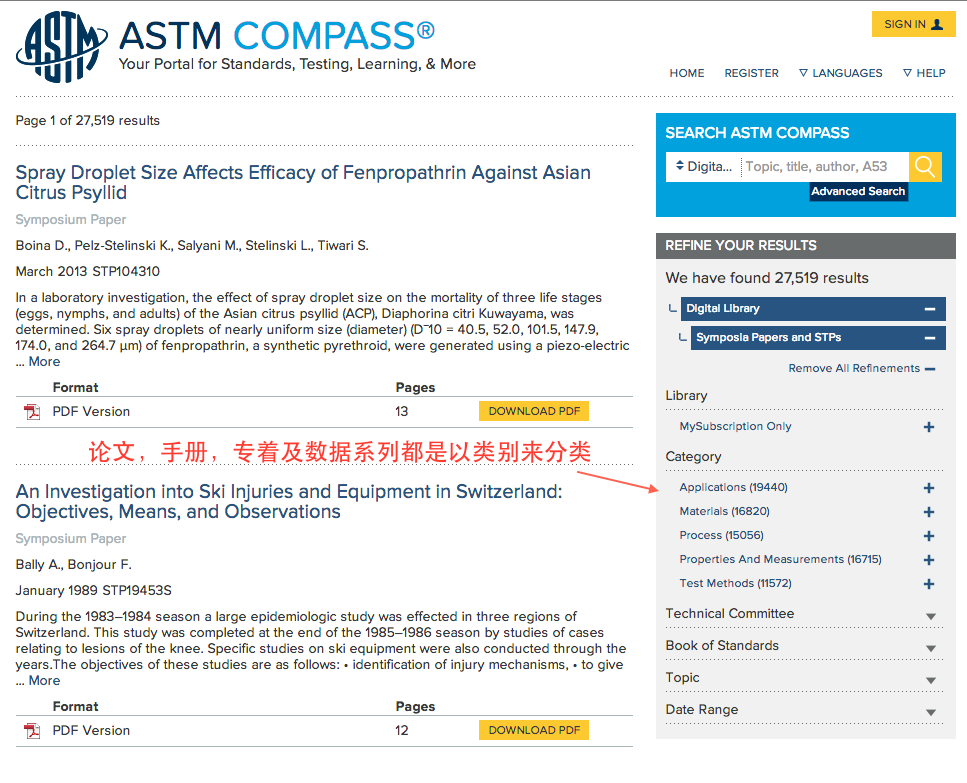 ASTM
ASTM COMPASS®
Your Portal for Standards, Testing, Learning, & More
SIGN IN
HOME REGISTER ▽ LANGUAGES ▽ HELP
Page 1 of 27,519 results
Spray Droplet Size Affects Efficacy of Fenpropathrin Against Asian
Citrus Psyllid
Symposium Paper
Boina D., Pelz-Stelinski K., Salyani M., Stelinski L., Tiwari S.
March 2013 STP104310
In a laboratory investigation, the effect of spray droplet size on the mortality of three life stages
(eggs, nymphs, and adults) of the Asian citrus psyllid (ACP), Diaphorina citri Kuwayama, was
determined. Six spray droplets of nearly uniform size (diameter) (D‾10 = 40.5, 52.0, 101.5, 147.9,
174.0, and 264.7 μm) of fenpropathrin, a synthetic pyrethroid, were generated using a piezo-electric
... More
Format Pages
PDF Version 13 DOWNLOAD PDF
论文，手册，专着及数据系列都是以类别来分类
An Investigation into Ski Injuries and Equipment in Switzerland:
Objectives, Means, and Observations
Symposium Paper
Bally A., Bonjour F.
January 1989 STP19453S
During the 1983–1984 season a large epidemiologic study was effected in three regions of
Switzerland. This study was completed at the end of the 1985–1986 season by studies of cases
relating to lesions of the knee. Specific studies on ski equipment were also conducted through the
years.The objectives of these studies are as follows: • identification of injury mechanisms, • to give
... More
Format Pages
PDF Version 12 DOWNLOAD PDF
SEARCH ASTM COMPASS
Digita... Topic, title, author, A53
Advanced Search
REFINE YOUR RESULTS
We have found 27,519 results
Digital Library
Symposia Papers and STPs
Remove All Refinements
Library
MySubscription Only
Category
Applications (19440)
Materials (16820)
Process (15056)
Properties And Measurements (16715)
Test Methods (11572)
Technical Committee
Book of Standards
Topic
Date Range